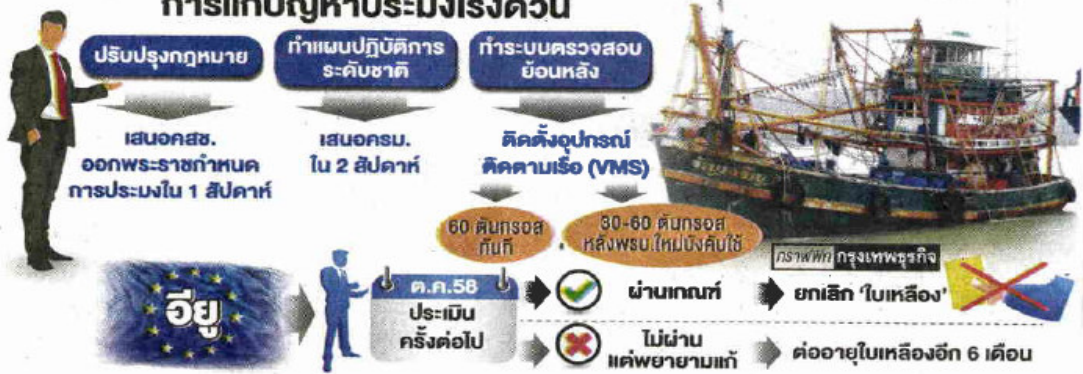 การแก้ปัญหาประมงเร่งด่วน
ปรับปรุงกฎหมาย
ทำแผนปฏิบัติการ
ระดับชาติ
ทำระบบตรวจสอบ
ย้อนหลัง
เสนอคสช.
ออกพระราชกำหนด
การประมงใน 1 สัปดาห์
เสนอครม.
ใน 2 สัปดาห์
ติดตั้งอุปกรณ์
ติดตามเรือ (VMS)
60 ตันกรอส
ทันที
30-60 ตันกรอส
หลังพรบ.ใหม่บังคับใช้
กราฟฟิก กรุงเทพธุรกิจ
อียู
ต.ค.58
ประเมิน
ครั้งต่อไป
ผ่านเกณฑ์
ยกเลิก 'ใบเหลือง'
ไม่ผ่าน
แต่พยายามแก้
ต่ออายุใบเหลืองอีก 6 เดือน